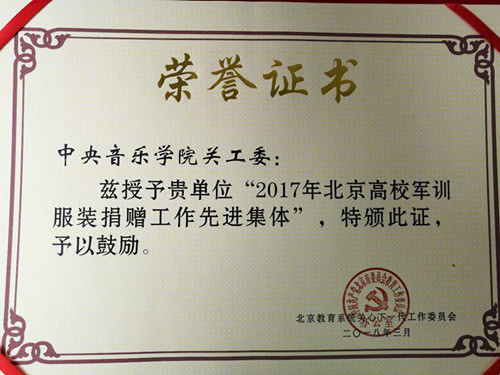 荣誉证书
中央音乐学院关工委：
兹授予贵单位“2017年北京高校军训
服装捐赠工作先进集体”，特颁此证，
予以鼓励。
办公室
北京教育系统关心下一代工作委员会
二〇一八年三月